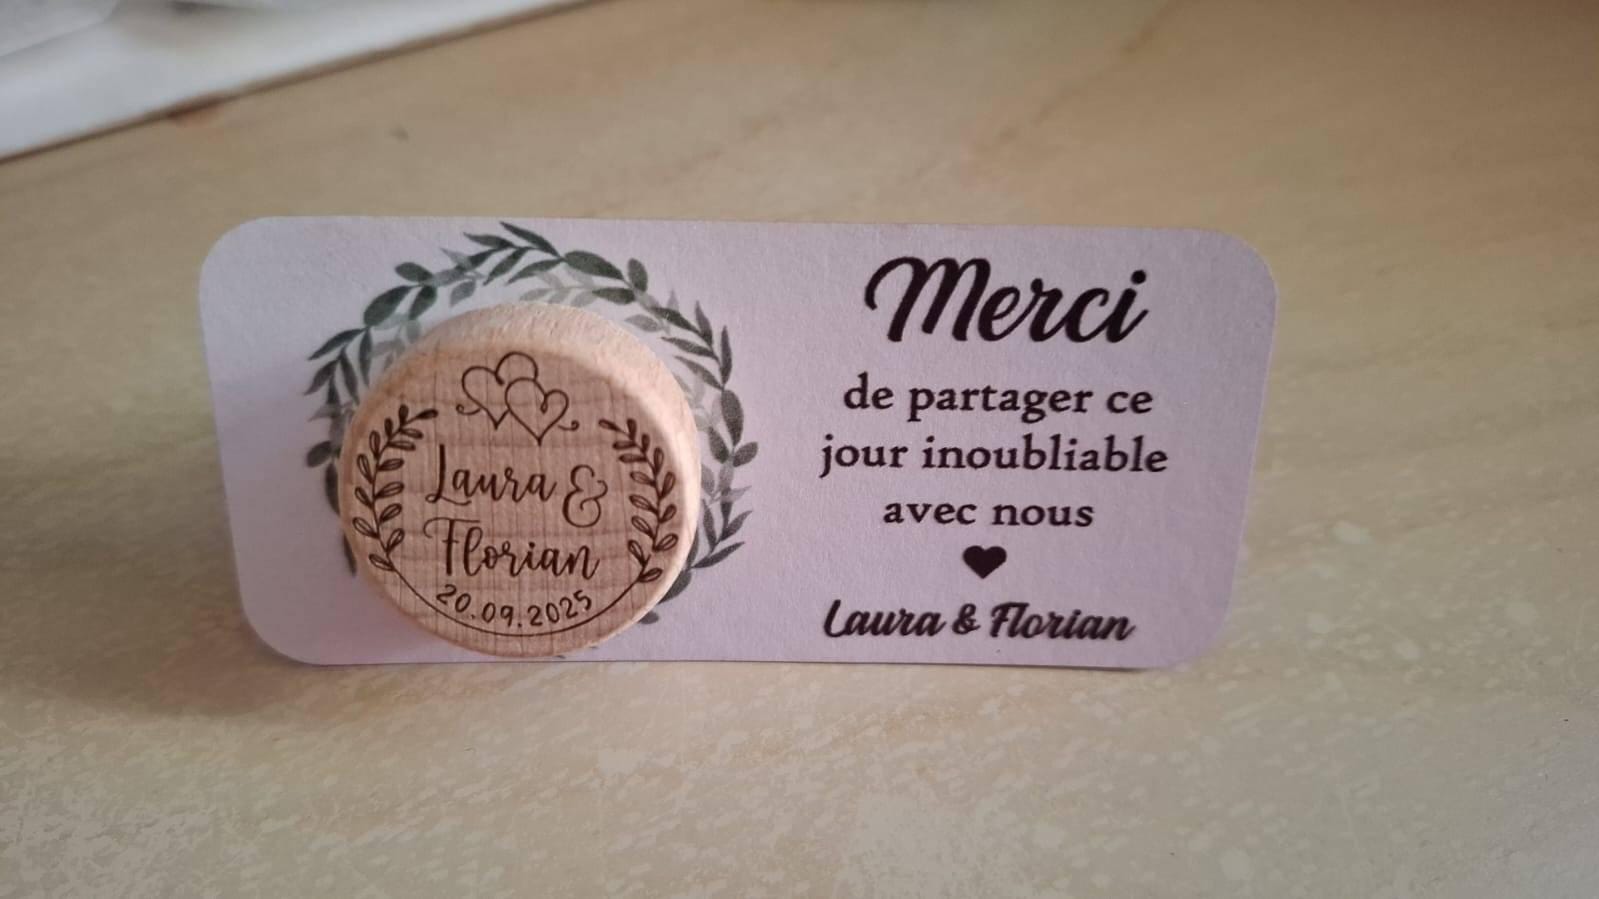 Laura &
Florian
20.09.2025
Merci
de partager ce
jour inoubliable
avec nous
Laura & Florian